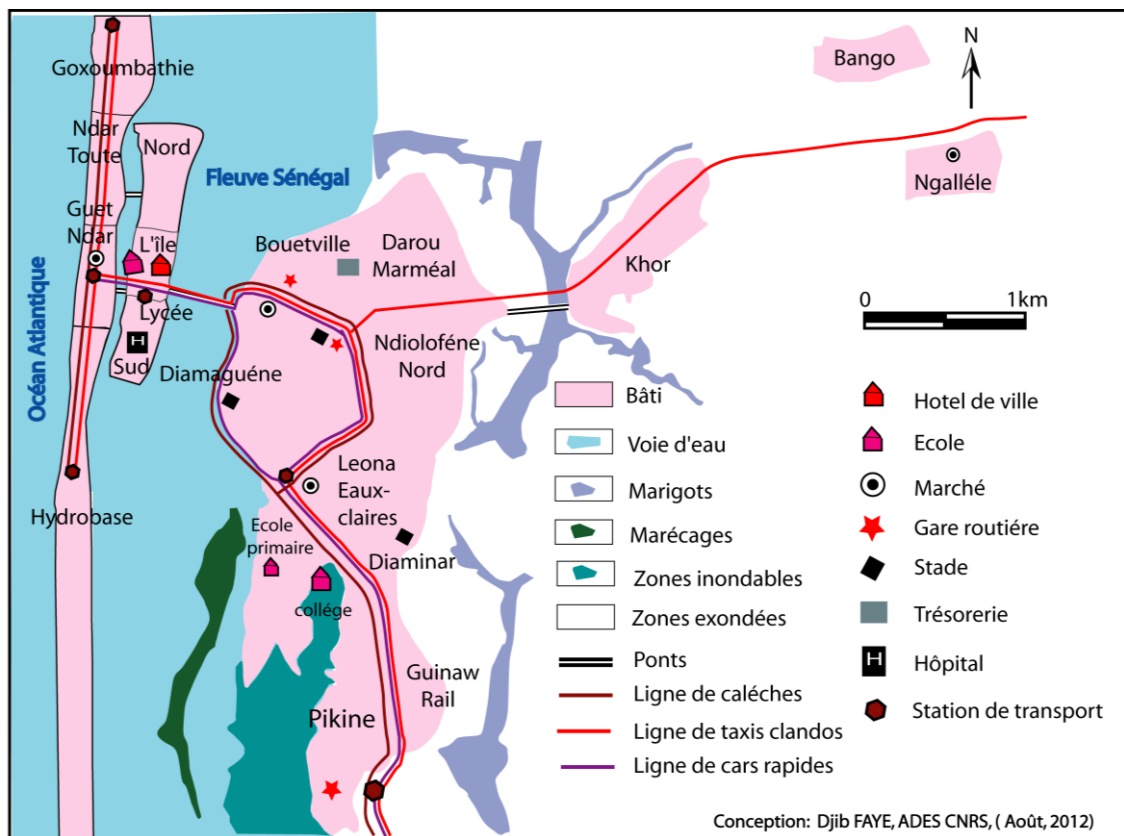 Goxoumbathie
Ndar
Toute
Nord
Fleuve Sénégal
Guet
Ndar
L'île
Océan Atlantique
Lycée
H
Sud
Hydrobase
Bouetville
Darou
Marméal
Ndioloféne
Nord
Diamaguéne
Leona
Eaux-
claires
Ecole
primaire
collége
Diaminar
Guinaw
Rail
Pikine
Khor
Bango
N
Ngalléle
0
1km
Bâti
Voie d'eau
Marigots
Marécages
Zones inondables
Zones exondées
Ponts
Ligne de caléches
Ligne de taxis clandos
Ligne de cars rapides
Hotel de ville
Ecole
Marché
Gare routiére
Stade
Trésorerie
H
Hôpital
Station de transport
Conception: Djib FAYE, ADES CNRS, ( Août, 2012)